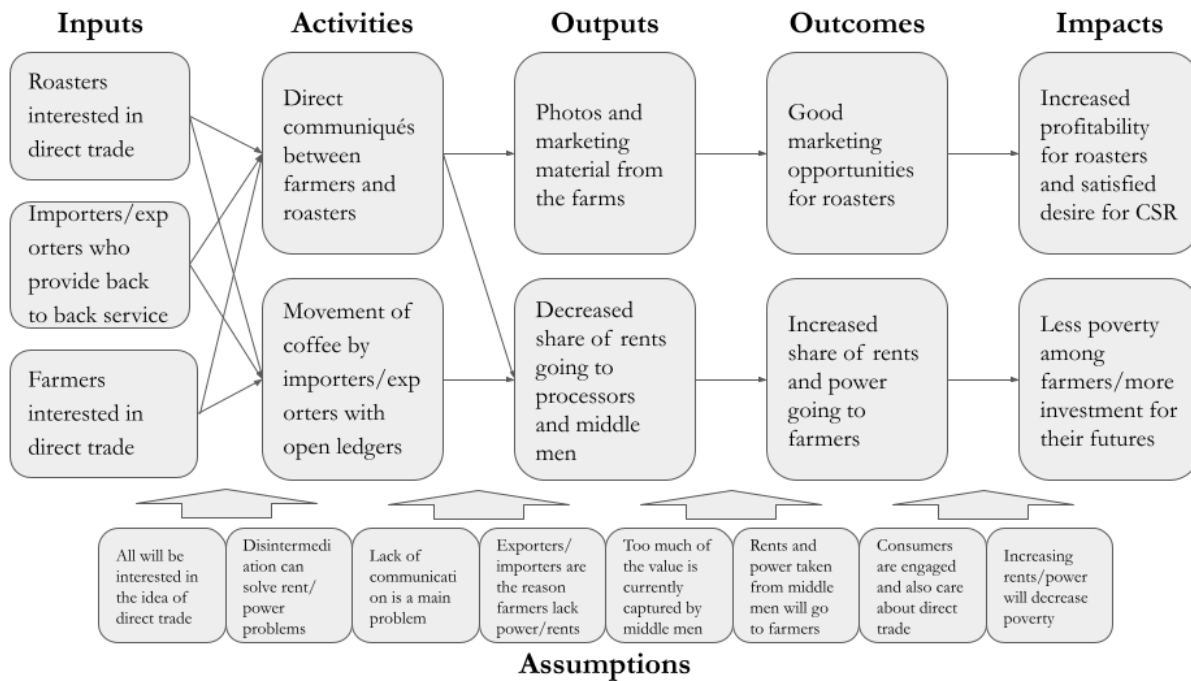 Inputs
Activities
Outputs
Outcomes
Impacts
Roasters
interested in
direct trade
Importers/exp
orters who
provide back
to back service
Farmers
interested in
direct trade
Direct
communiqués
between
farmers and
roasters
Movement of
coffee by
importers/exp
orters with
open ledgers
Photos and
marketing
material from
the farms
Decreased
share of rents
going to
processors
and middle
men
Good
marketing
opportunities
for roasters
Increased
share of rents
and power
going to
farmers
Increased
profitability
for roasters
and satisfied
desire for CSR
Less poverty
among
farmers/more
investment for
their futures
All will be
interested in
the idea of
direct trade
Disintermedi
ation can
solve rent/
power
problems
Lack of
communicati
on is a main
problem
Exporters/
importers are
the reason
farmers lack
power/rents
Too much of
the value is
currently
captured by
middle men
Rents and
power taken
from middle
men will go
to farmers
Consumers
are engaged
and also care
about direct
trade
Increasing
rents/power
will decrease
poverty
Assumptions